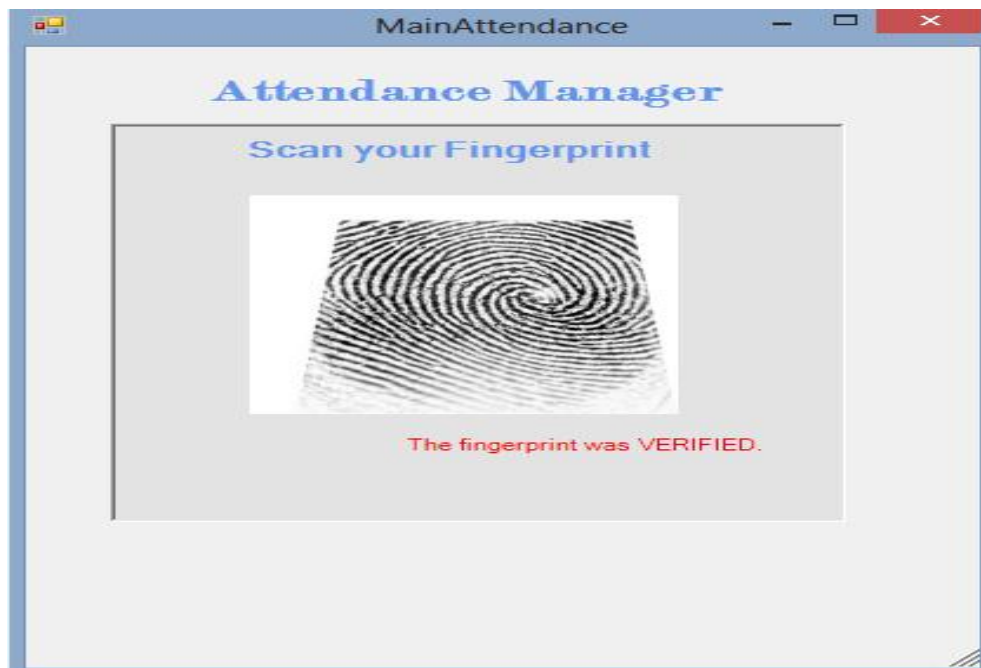 MainAttendance
Attendance Manager
Scan your Fingerprint
The fingerprint was VERIFIED.